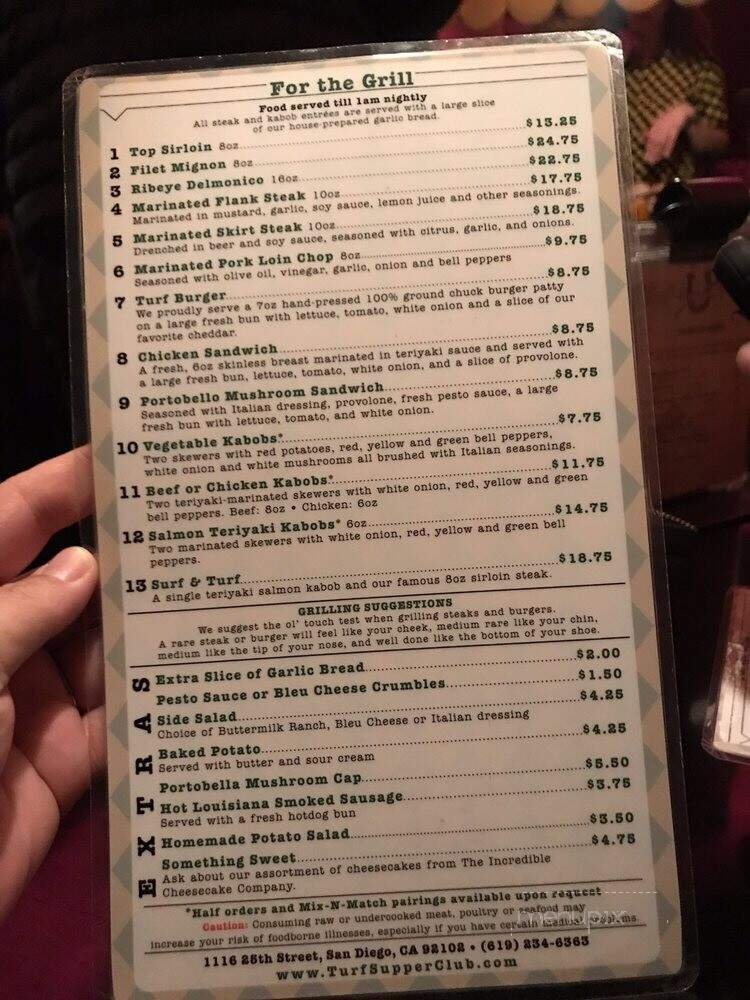 For the Grill
Food served till 1am nightly
All steak and kabob entrées are served with a large slice
of our house-prepared garlic bread.
1 Top Sirloin 8oz $13.25
2 Filet Mignon 8oz $24.75
3 Ribeye Delmonico 16oz $22.75
4 Marinated Flank Steak 10oz $17.75
Marinated in mustard, garlic, soy sauce, lemon juice and other seasonings.
5 Marinated Skirt Steak 10oz $18.75
Drenched in beer and soy sauce, seasoned with citrus, garlic, and onions.
6 Marinated Pork Loin Chop 8oz $9.75
Seasoned with olive oil, vinegar, garlic, onion and bell peppers
7 Turf Burger $8.75
We proudly serve a 7oz hand-pressed 100% ground chuck burger patty
on a large fresh bun with lettuce, tomato, white onion and a slice of our
favorite cheddar.
8 Chicken Sandwich $8.75
A fresh, 6oz skinless breast marinated in teriyaki sauce and served with
a large fresh bun, lettuce, tomato, white onion, and a slice of provolone.
9 Portobello Mushroom Sandwich $8.75
Seasoned with Italian dressing, provolone, fresh pesto sauce, a large
fresh bun with lettuce, tomato, and white onion.
10 Vegetable Kabobs* $7.75
Two skewers with red potatoes, red, yellow and green bell peppers,
white onion and white mushrooms all brushed with Italian seasonings.
11 Beef or Chicken Kabobs* $11.75
Two teriyaki-marinated skewers with white onion, red, yellow and green
bell peppers. Beef: 8oz • Chicken: 6oz
12 Salmon Teriyaki Kabobs* 6oz $14.75
Two marinated skewers with white onion, red, yellow and green bell
peppers.
13 Surf & Turf $18.75
A single teriyaki salmon kabob and our famous 8oz sirloin steak.
GRILLING SUGGESTIONS
We suggest the ol' touch test when grilling steaks and burgers.
A rare steak or burger will feel like your cheek, medium rare like your chin,
medium like the tip of your nose, and well done like the bottom of your shoe.
EXTRAS
Extra Slice of Garlic Bread $2.00
Pesto Sauce or Bleu Cheese Crumbles $1.50
Side Salad $4.25
Choice of Buttermilk Ranch, Bleu Cheese or Italian dressing
Baked Potato $4.25
Served with butter and sour cream
Portobella Mushroom Cap $5.50
Hot Louisiana Smoked Sausage $3.75
Served with a fresh hotdog bun
Homemade Potato Salad $3.50
Something Sweet $4.75
Ask about our assortment of cheesecakes from The Incredible
Cheesecake Company.
*Half orders and Mix-N-Match pairings available upon request
Caution: Consuming raw or undercooked meat, poultry or seafood may
increase your risk of foodborne illnesses, especially if you have certain medical problems.
menupix
1116 25th Street, San Diego, CA 92102 • (619) 234-6363
www.TurfSupperClub.com